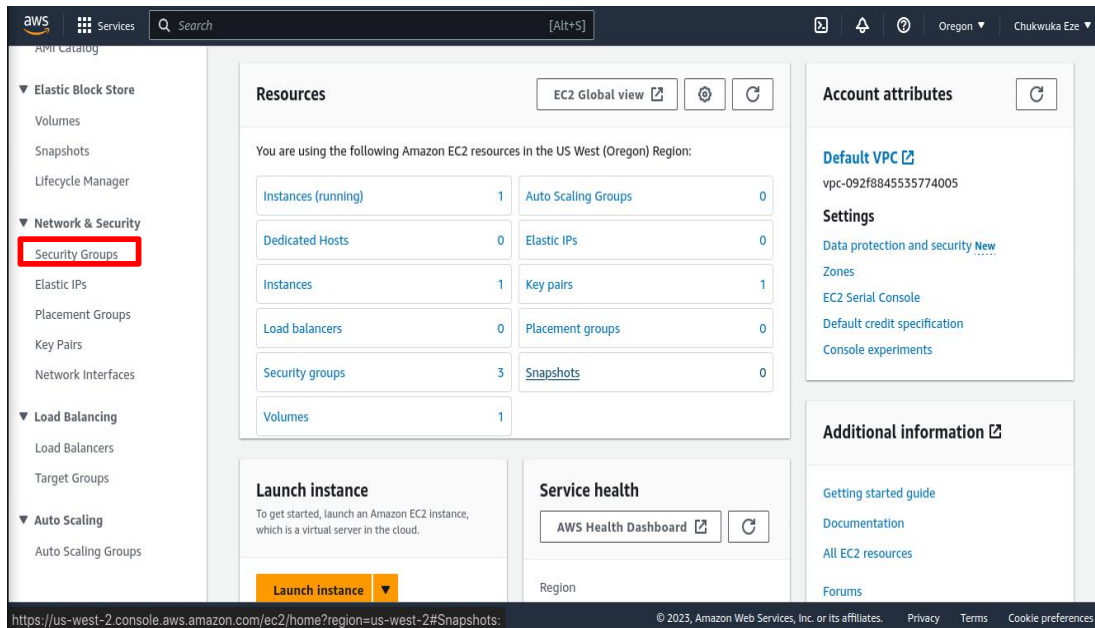 aws
Services
Search
[Alt+S]
Oregon
Chukwuka Eze
AMI Catalog
Elastic Block Store
Volumes
Snapshots
Lifecycle Manager
Network & Security
Security Groups
Elastic IPs
Placement Groups
Key Pairs
Network Interfaces
Load Balancing
Load Balancers
Target Groups
Auto Scaling
Auto Scaling Groups
Resources
EC2 Global view
You are using the following Amazon EC2 resources in the US West (Oregon) Region:
Instances (running) 1
Auto Scaling Groups 0
Dedicated Hosts 0
Elastic IPs 0
Instances 1
Key pairs 1
Load balancers 0
Placement groups 0
Security groups 3
Snapshots 0
Volumes 1
Launch instance
To get started, launch an Amazon EC2 instance,
which is a virtual server in the cloud.
Launch instance
Service health
AWS Health Dashboard
Region
Account attributes
Default VPC
vpc-092f8845535774005
Settings
Data protection and security New
Zones
EC2 Serial Console
Default credit specification
Console experiments
Additional information
Getting started guide
Documentation
All EC2 resources
Forums
https://us-west-2.console.aws.amazon.com/ec2/home?region=us-west-2#Snapshots:
© 2023, Amazon Web Services, Inc. or its affiliates.
Privacy
Terms
Cookie preferences